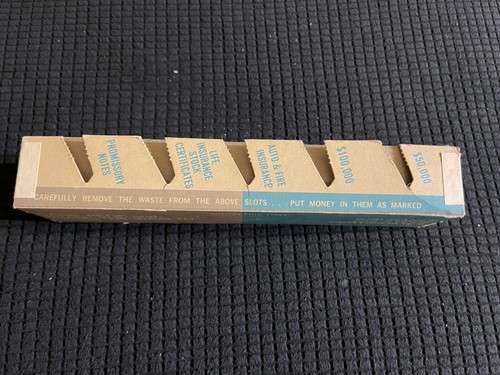 PROMISSORY
NOTES
LIFE
INSURANCE
STOCK
CERTIFICATES
AUTO & FIRE
INSURANCE
$100,000
$50,000
CAREFULLY REMOVE THE WASTE FROM THE ABOVE SLOTS . . . PUT MONEY IN THEM AS MARKED